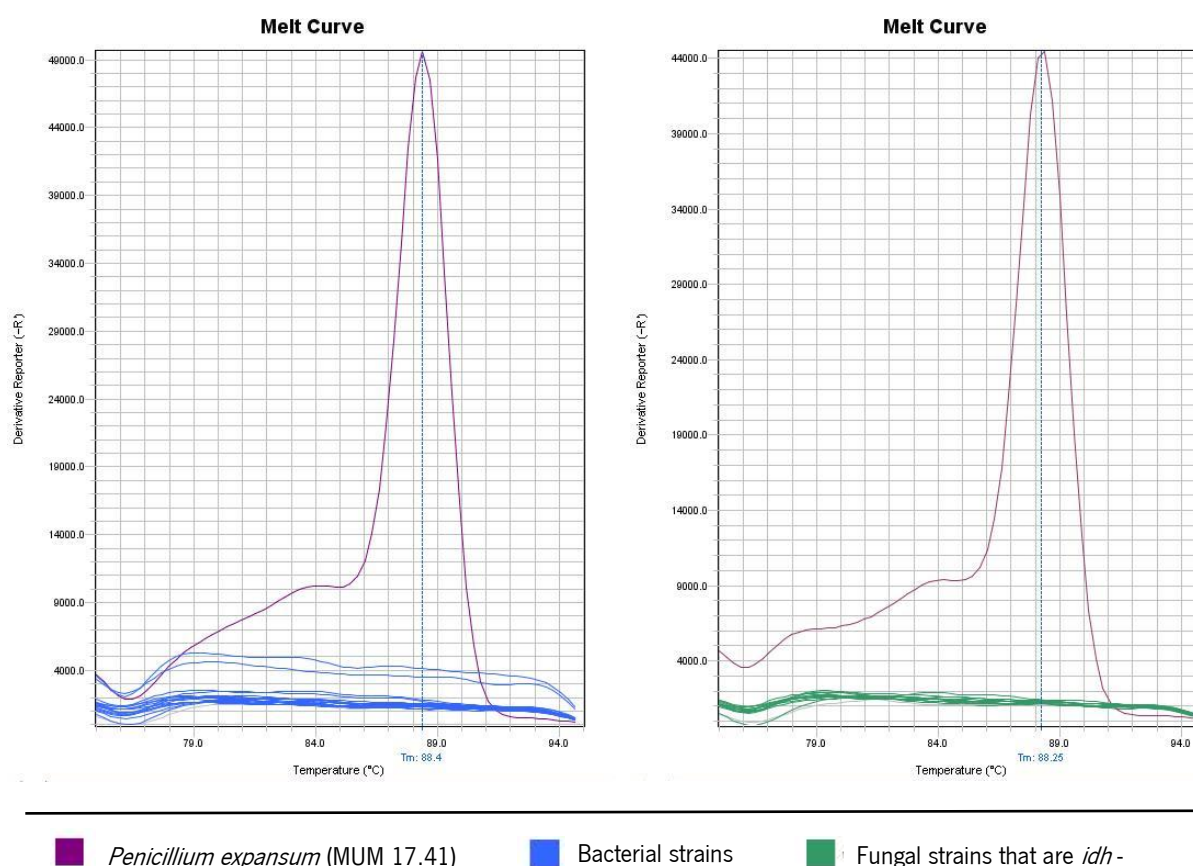 Melt Curve
49000.0
44000.0
39000.0
34000.0
29000.0
24000.0
19000.0
14000.0
9000.0
4000.0
Derivative Reporter (-R')
79.0 84.0 89.0 94.0
Tm: 88.4
Temperature (°C)
Melt Curve
44000.0
39000.0
34000.0
29000.0
24000.0
19000.0
14000.0
9000.0
4000.0
Derivative Reporter (-R')
79.0 84.0 89.0 94.0
Tm: 88.25
Temperature (°C)
Penicillium expansum (MUM 17.41) Bacterial strains Fungal strains that are idh -